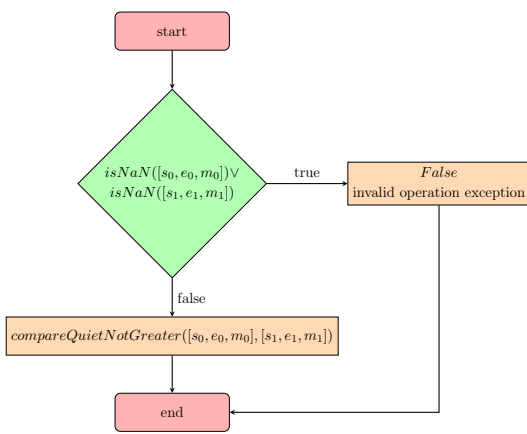 start
isNaN([s₀, e₀, m₀])∨
isNaN([s₁, e₁, m₁])
true
False
invalid operation exception
false
compareQuietNotGreater([s₀, e₀, m₀], [s₁, e₁, m₁])
end